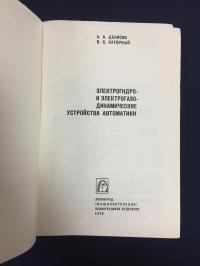 А. А. ДЕНИСОВ
В. С. НАГОРНЫЙ
ЭЛЕКТРОГИДРО-
И ЭЛЕКТРОГАЗО-
ДИНАМИЧЕСКИЕ
УСТРОЙСТВА АВТОМАТИКИ
ЛЕНИНГРАД
«МАШИНОСТРОЕНИЕ»
ЛЕНИНГРАДСКОЕ ОТДЕЛЕНИЕ
1979